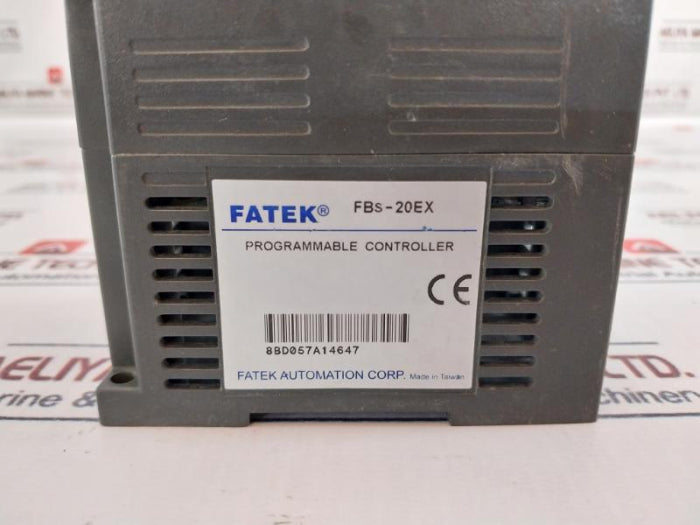 FATEK® FBs-20EX
PROGRAMMABLE CONTROLLER
CE
8BD057A14647
FATEK AUTOMATION CORP. Made in Taiwan